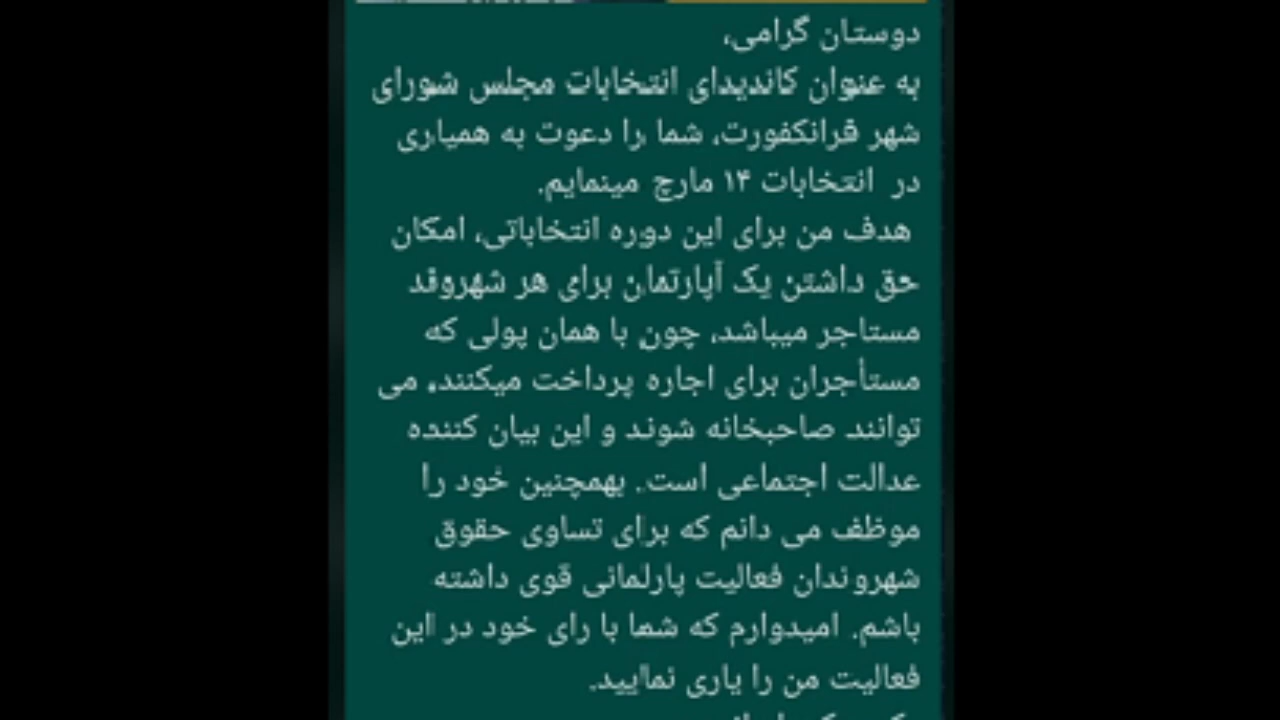 دوستان گرامی،
به عنوان کاندیدای انتخابات مجلس شورای
شهر فرانکفورت، شما را دعوت به همیاری
در انتخابات ۱۴ مارچ مینمایم.
هدف من برای این دوره انتخاباتی، امکان
حق داشتن یک آپارتمان برای هر شهروند
مستاجر میباشد، چون با همان پولی که
مستأجران برای اجاره پرداخت میکنند، می
توانند صاحبخانه شوند و این بیان کننده
عدالت اجتماعی است. بهمچنین خود را
موظف می دانم که برای تساوی حقوق
شهروندان فعالیت پارلمانی قوی داشته
باشم. امیدوارم که شما با رای خود در این
فعالیت من را یاری نمایید.